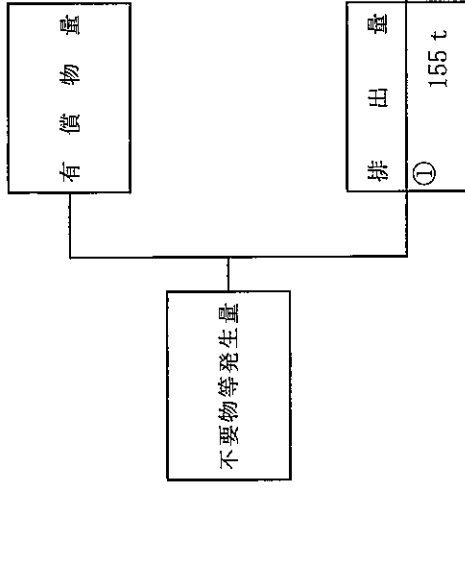 有償物量
不要物等発生量
排出量
①
155 t